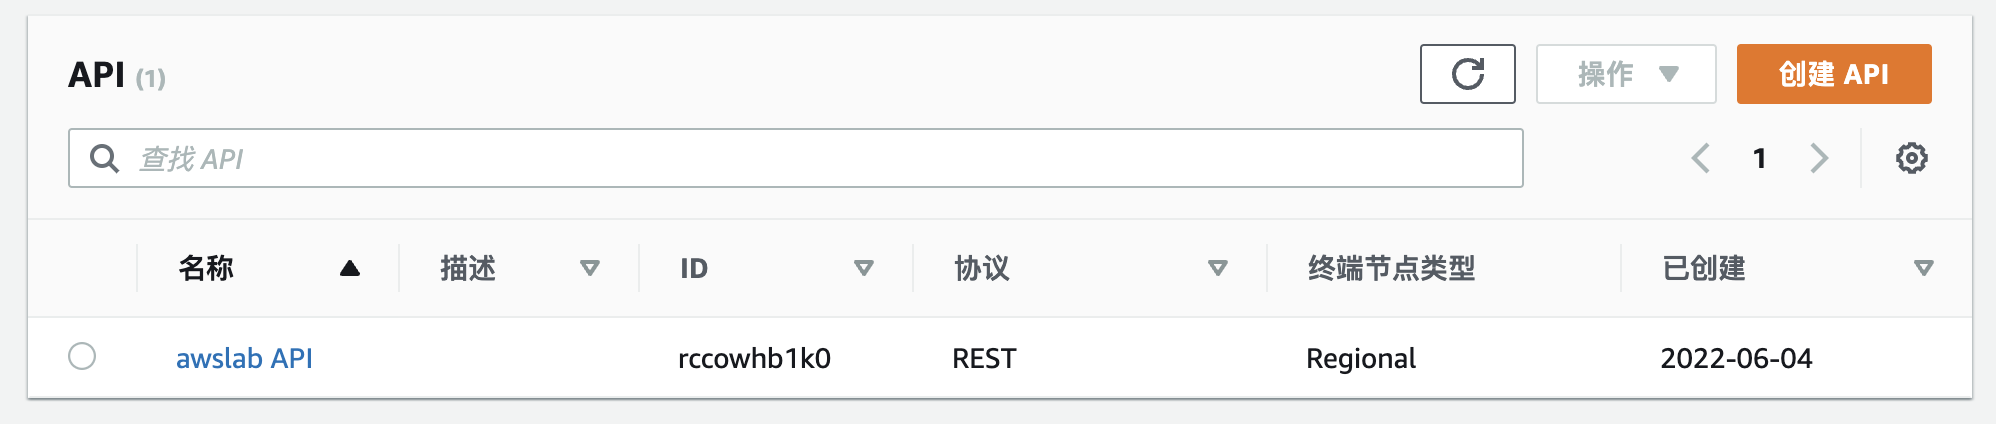 API (1)
操作
创建 API
查找 API
1
名称 描述 ID 协议 终端节点类型 已创建
awslab API rccowhb1k0 REST Regional 2022-06-04